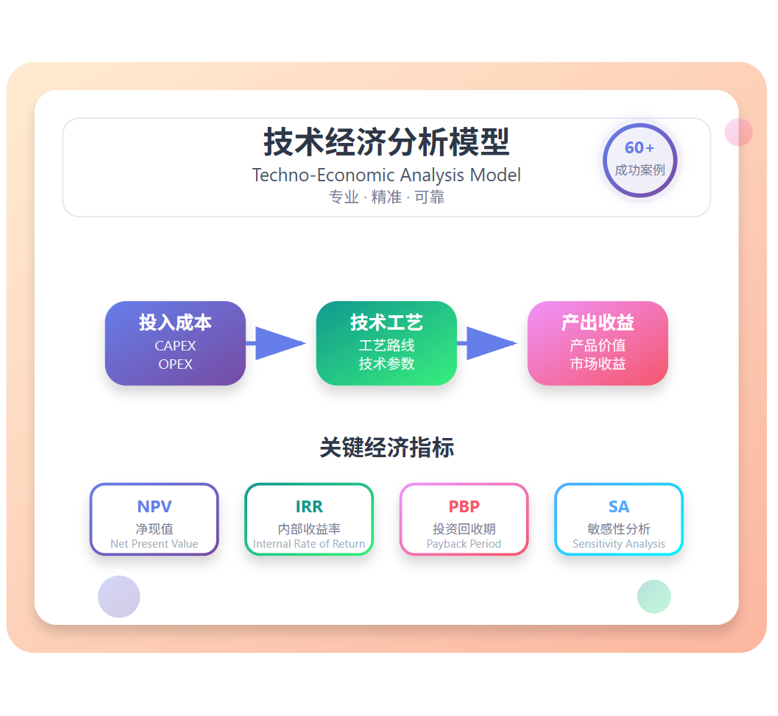 技术经济分析模型
Techno-Economic Analysis Model
专业 · 精准 · 可靠
60+
成功案例
投入成本
CAPEX
OPEX
技术工艺
工艺路线
技术参数
产出收益
产品价值
市场收益
关键经济指标
NPV
净现值
Net Present Value
IRR
内部收益率
Internal Rate of Return
PBP
投资回收期
Payback Period
SA
敏感性分析
Sensitivity Analysis